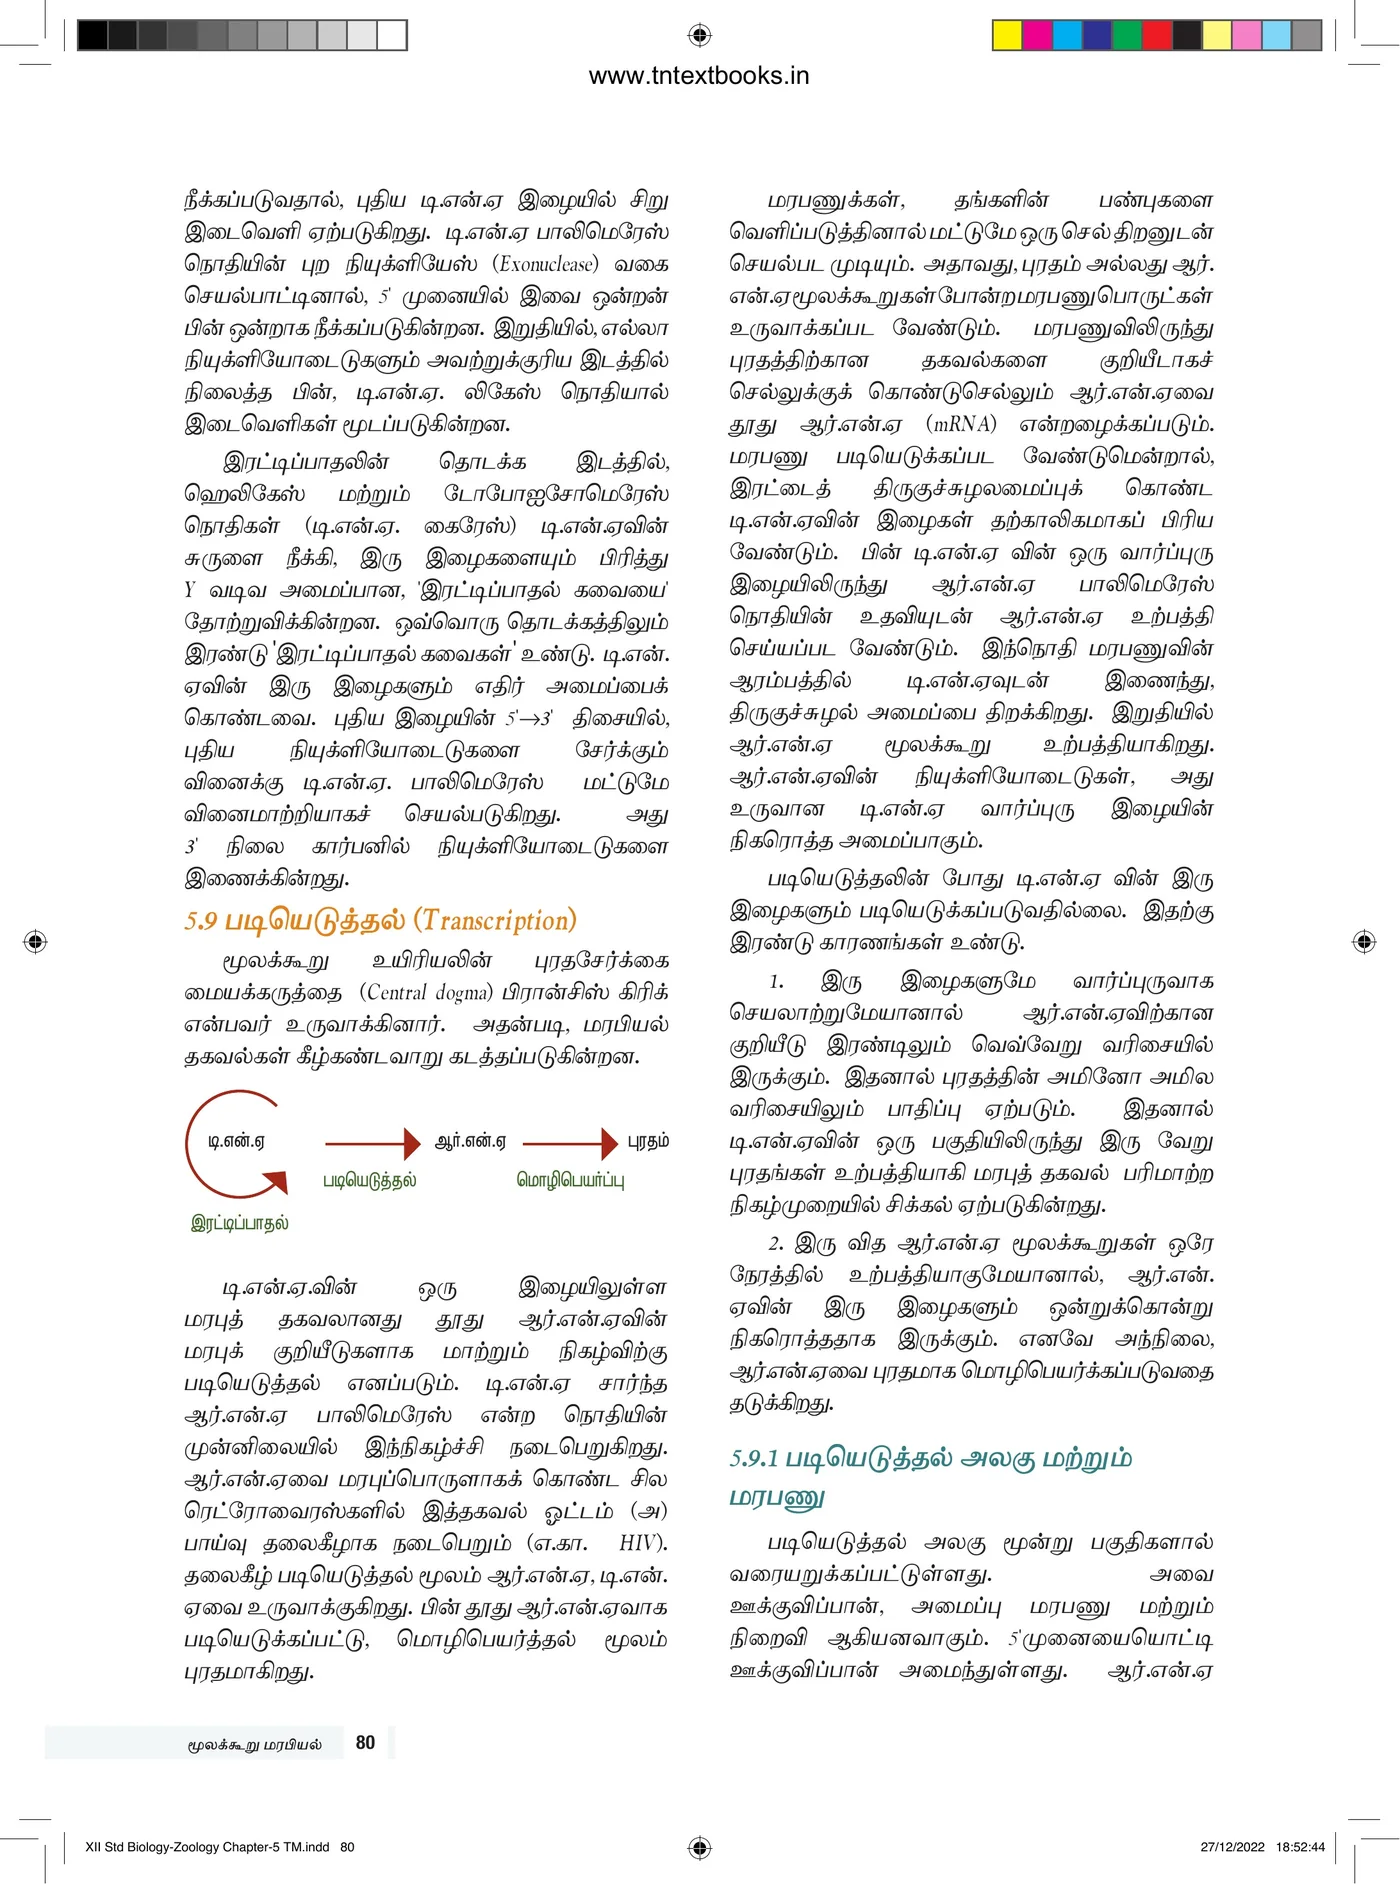 www.tntextbooks.in
நீக்கப்படுவதால், புதிய டி.என்.ஏ இழையில் சிறு
இடைவெளி ஏற்படுகிறது. டி.என்.ஏ பாலிமெரேஸ்
நொதியின் புற நியுக்ளியேஸ் (Exonuclease) வகை
செயல்பாட்டினால், 5' முனையில் இவை ஒன்றன்
பின் ஒன்றாக நீக்கப்படுகின்றன. இறுதியில், எல்லா
நியுக்ளியோடைடுகளும் அவற்றுக்குரிய இடத்தில்
நிலைத்த பின், டி.என்.ஏ. லிகேஸ் நொதியால்
இடைவெளிகள் மூடப்படுகின்றன.
இரட்டிப்பாதலின் தொடக்க இடத்தில்,
ஹெலிகேஸ் மற்றும் டோபோஐசோமெரேஸ்
நொதிகள் (டி.என்.ஏ. கைரேஸ்) டி.என்.ஏவின்
சுருளை நீக்கி, இரு இழைகளையும் பிரித்து
Y வடிவ அமைப்பான, 'இரட்டிப்பாதல் கவையை'
தோற்றுவிக்கின்றன. ஒவ்வொரு தொடக்கத்திலும்
இரண்டு 'இரட்டிப்பாதல் கவைகள்' உண்டு. டி.என்.
ஏவின் இரு இழைகளும் எதிர் அமைப்பைக்
கொண்டவை. புதிய இழையின் 5'→3' திசையில்,
புதிய நியுக்ளியோடைடுகளை சேர்க்கும்
வினைக்கு டி.என்.ஏ. பாலிமெரேஸ் மட்டுமே
வினைமாற்றியாகச் செயல்படுகிறது. அது
3' நிலை கார்பனில் நியுக்ளியோடைடுகளை
இணைக்கின்றது.
5.9 படியெடுத்தல் (Transcription)
மூலக்கூறு உயிரியலின் புரதசேர்க்கை
மையக்கருத்தை (Central dogma) பிரான்சிஸ் கிரிக்
என்பவர் உருவாக்கினார். அதன்படி, மரபியல்
தகவல்கள் கீழ்கண்டவாறு கடத்தப்படுகின்றன.
டி.என்.ஏ ஆர்.என்.ஏ புரதம்
படியெடுத்தல் மொழிபெயர்ப்பு
இரட்டிப்பாதல்
டி.என்.ஏ.வின் ஒரு இழையிலுள்ள
மரபுத் தகவலானது தூது ஆர்.என்.ஏவின்
மரபுக் குறியீடுகளாக மாற்றும் நிகழ்விற்கு
படியெடுத்தல் எனப்படும். டி.என்.ஏ சார்ந்த
ஆர்.என்.ஏ பாலிமெரேஸ் என்ற நொதியின்
முன்னிலையில் இந்நிகழ்ச்சி நடைபெறுகிறது.
ஆர்.என்.ஏவை மரபுப்பொருளாகக் கொண்ட சில
ரெட்ரோவைரஸ்களில் இத்தகவல் ஓட்டம் (அ)
பாய்வு தலைகீழாக நடைபெறும் (எ.கா. HIV).
தலைகீழ் படியெடுத்தல் மூலம் ஆர்.என்.ஏ, டி.என்.
ஏவை உருவாக்குகிறது. பின் தூது ஆர்.என்.ஏவாக
படியெடுக்கப்பட்டு, மொழிபெயர்த்தல் மூலம்
புரதமாகிறது.
மரபணுக்கள், தங்களின் பண்புகளை
வெளிப்படுத்தினால் மட்டுமே ஒரு செல் திறனுடன்
செயல்பட முடியும். அதாவது, புரதம் அல்லது ஆர்.
என்.ஏ மூலக்கூறுகள் போன்ற மரபணு பொருட்கள்
உருவாக்கப்பட வேண்டும். மரபணுவிலிருந்து
புரதத்திற்கான தகவல்களை குறியீடாகச்
செல்லுக்குக் கொண்டுசெல்லும் ஆர்.என்.ஏவை
தூது ஆர்.என்.ஏ (mRNA) என்றழைக்கப்படும்.
மரபணு படியெடுக்கப்பட வேண்டுமென்றால்,
இரட்டைத் திருகுச்சுழலமைப்புக் கொண்ட
டி.என்.ஏவின் இழைகள் தற்காலிகமாகப் பிரிய
வேண்டும். பின் டி.என்.ஏ வின் ஒரு வார்ப்புரு
இழையிலிருந்து ஆர்.என்.ஏ பாலிமெரேஸ்
நொதியின் உதவியுடன் ஆர்.என்.ஏ உற்பத்தி
செய்யப்பட வேண்டும். இந்நொதி மரபணுவின்
ஆரம்பத்தில் டி.என்.ஏவுடன் இணைந்து,
திருகுச்சுழல் அமைப்பை திறக்கிறது. இறுதியில்
ஆர்.என்.ஏ மூலக்கூறு உற்பத்தியாகிறது.
ஆர்.என்.ஏவின் நியுக்ளியோடைடுகள், அது
உருவான டி.என்.ஏ வார்ப்புரு இழையின்
நிகரொத்த அமைப்பாகும்.
படியெடுத்தலின் போது டி.என்.ஏ வின் இரு
இழைகளும் படியெடுக்கப்படுவதில்லை. இதற்கு
இரண்டு காரணங்கள் உண்டு.
1. இரு இழைகளுமே வார்ப்புருவாக
செயலாற்றுமேயானால் ஆர்.என்.ஏவிற்கான
குறியீடு இரண்டிலும் வெவ்வேறு வரிசையில்
இருக்கும். இதனால் புரதத்தின் அமினோ அமில
வரிசையிலும் பாதிப்பு ஏற்படும். இதனால்
டி.என்.ஏவின் ஒரு பகுதியிலிருந்து இரு வேறு
புரதங்கள் உற்பத்தியாகி மரபுத் தகவல் பரிமாற்ற
நிகழ்முறையில் சிக்கல் ஏற்படுகின்றது.
2. இரு வித ஆர்.என்.ஏ மூலக்கூறுகள் ஒரே
நேரத்தில் உற்பத்தியாகுமேயானால், ஆர்.என்.
ஏவின் இரு இழைகளும் ஒன்றுக்கொன்று
நிகரொத்ததாக இருக்கும். எனவே அந்நிலை,
ஆர்.என்.ஏவை புரதமாக மொழிபெயர்க்கப்படுவதை
தடுக்கிறது.
5.9.1 படியெடுத்தல் அலகு மற்றும்
மரபணு
படியெடுத்தல் அலகு மூன்று பகுதிகளால்
வரையறுக்கப்பட்டுள்ளது. அவை
ஊக்குவிப்பான், அமைப்பு மரபணு மற்றும்
நிறைவி ஆகியனவாகும். 5'முனையையொட்டி
ஊக்குவிப்பான் அமைந்துள்ளது. ஆர்.என்.ஏ
மூலக்கூறு மரபியல் 80
XII Std Biology-Zoology Chapter-5 TM.indd 80 27/12/2022 18:52:44